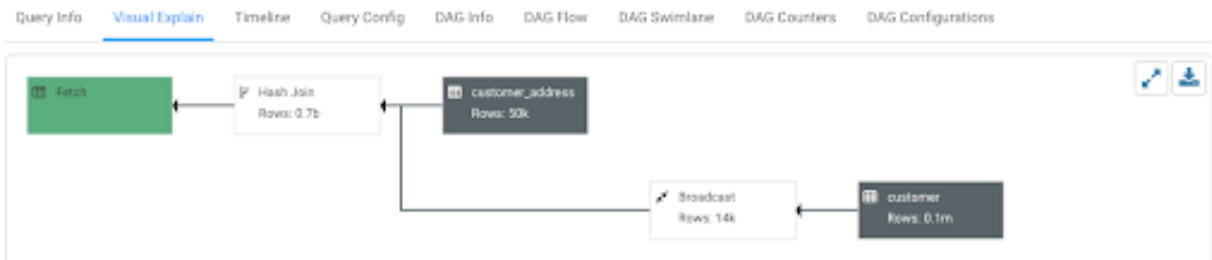 Query Info
Visual Explain
Timeline
Query Config
DAG Info
DAG Flow
DAG Swimlane
DAG Counters
DAG Configurations
Fetch
Hash Join
Rows: 0.7b
customer_address
Rows: 50k
Broadcast
Rows: 14k
customer
Rows: 0.1m